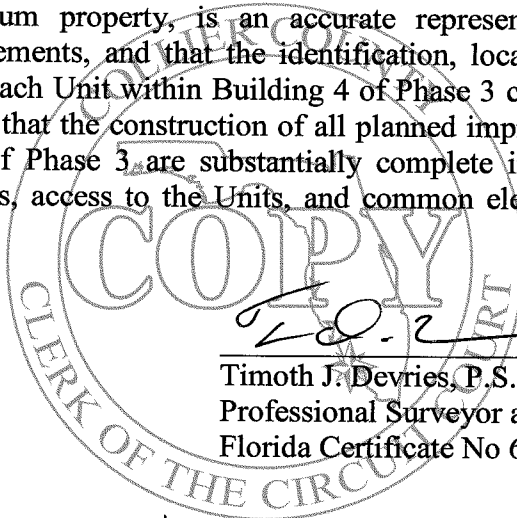 um property, is an accurate represen
ements, and that the identification, loca
ach Unit within Building 4 of Phase 3 c
that the construction of all planned imp
f Phase 3 are substantially complete i
s, access to the Units, and common ele
COLLIER COUNTY
COPY
CLERK OF THE CIRCUIT COURT
Timoth J. Devries, P.S.
Professional Surveyor a
Florida Certificate No 6